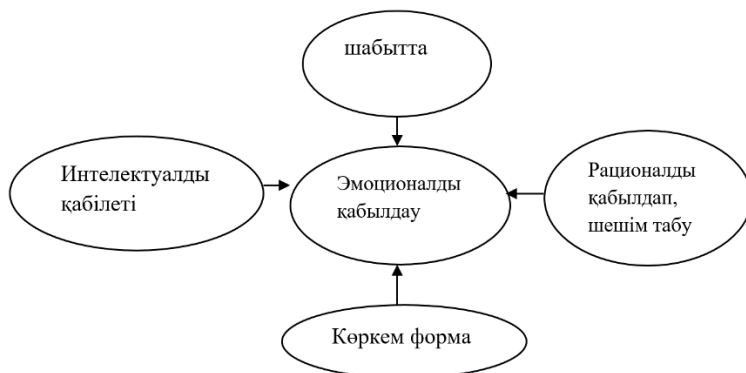 шабытта
Интелектуалды
қабілеті
Эмоционалды
қабылдау
Рационалды
қабылдап,
шешім табу
Көркем форма